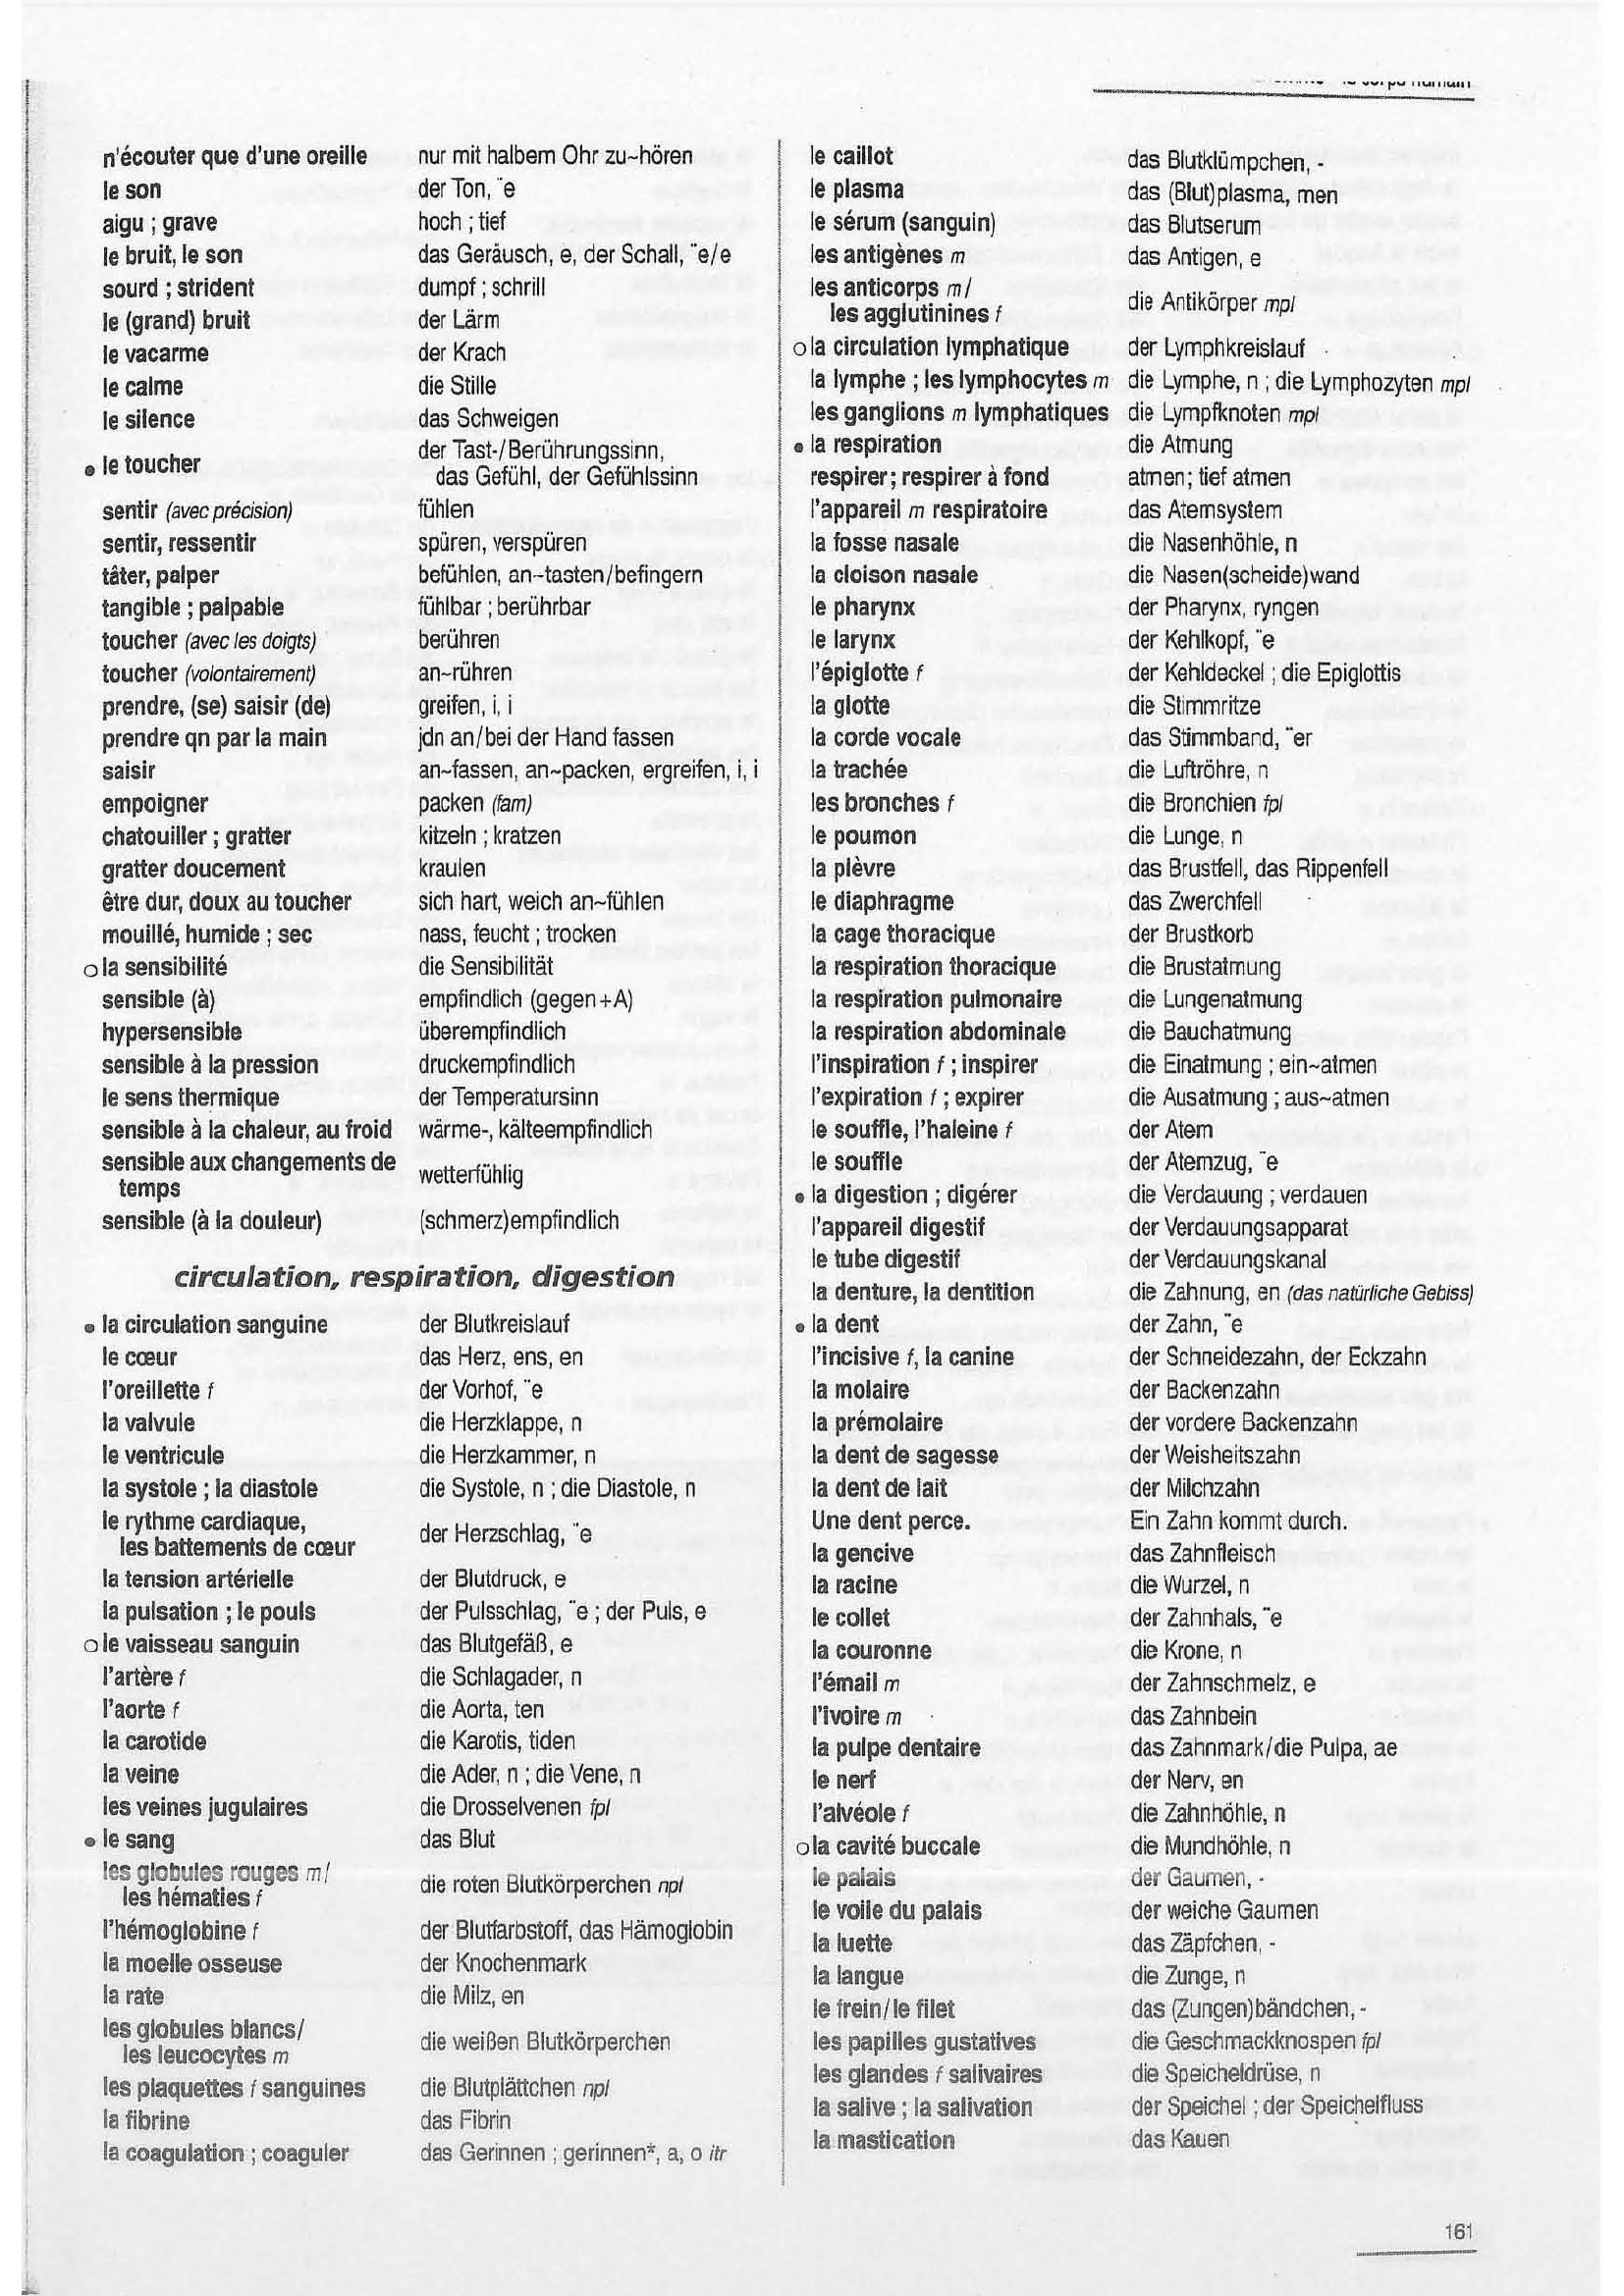 le corps humain
n'écouter que d'une oreille nur mit halbem Ohr zu~hören
le son der Ton, ¨e
aigu ; grave hoch ; tief
le bruit, le son das Geräusch, e, der Schall, ¨e/e
sourd ; strident dumpf ; schrill
le (grand) bruit der Lärm
le vacarme der Krach
le calme die Stille
le silence das Schweigen
• le toucher der Tast-/Berührungssinn,
das Gefühl, der Gefühlssinn
sentir (avec précision) fühlen
sentir, ressentir spüren, verspüren
tâter, palper befühlen, an~tasten/befingern
tangible ; palpable fühlbar ; berührbar
toucher (avec les doigts) berühren
toucher (volontairement) an~rühren
prendre, (se) saisir (de) greifen, i, i
prendre qn par la main jdn an/bei der Hand fassen
saisir an~fassen, an~packen, ergreifen, i, i
empoigner packen (fam)
chatouiller ; gratter kitzeln ; kratzen
gratter doucement kraulen
être dur, doux au toucher sich hart, weich an~fühlen
mouillé, humide ; sec nass, feucht ; trocken
o la sensibilité die Sensibilität
sensible (à) empfindlich (gegen+A)
hypersensible überempfindlich
sensible à la pression druckempfindlich
le sens thermique der Temperatursinn
sensible à la chaleur, au froid wärme-, kälteempfindlich
sensible aux changements de
temps wetterfühlig
sensible (à la douleur) (schmerz)empfindlich
circulation, respiration, digestion
• la circulation sanguine der Blutkreislauf
le cœur das Herz, ens, en
l'oreillette f der Vorhof, ¨e
la valvule die Herzklappe, n
le ventricule die Herzkammer, n
la systole ; la diastole die Systole, n ; die Diastole, n
le rythme cardiaque,
les battements de cœur der Herzschlag, ¨e
la tension artérielle der Blutdruck, e
la pulsation ; le pouls der Pulsschlag, ¨e ; der Puls, e
o le vaisseau sanguin das Blutgefäß, e
l'artère f die Schlagader, n
l'aorte f die Aorta, ten
la carotide die Karotis, tiden
la veine die Ader, n ; die Vene, n
les veines jugulaires die Drosselvenen fpl
• le sang das Blut
les globules rouges m/
les hématies f die roten Blutkörperchen npl
l'hémoglobine f der Blutfarbstoff, das Hämoglobin
la moelle osseuse der Knochenmark
la rate die Milz, en
les globules blancs/
les leucocytes m die weißen Blutkörperchen
les plaquettes f sanguines die Blutplättchen npl
la fibrine das Fibrin
la coagulation ; coaguler das Gerinnen ; gerinnen*, a, o itr
le caillot das Blutklümpchen, -
le plasma das (Blut)plasma, men
le sérum (sanguin) das Blutserum
les antigènes m das Antigen, e
les anticorps m/
les agglutinines f die Antikörper mpl
o la circulation lymphatique der Lymphkreislauf
la lymphe ; les lymphocytes m die Lymphe, n ; die Lymphozyten mpl
les ganglions m lymphatiques die Lympfknoten mpl
• la respiration die Atmung
respirer ; respirer à fond atmen ; tief atmen
l'appareil m respiratoire das Atemsystem
la fosse nasale die Nasenhöhle, n
la cloison nasale die Nasen(scheide)wand
le pharynx der Pharynx, ryngen
le larynx der Kehlkopf, ¨e
l'épiglotte f der Kehldeckel ; die Epiglottis
la glotte die Stimmritze
la corde vocale das Stimmband, ¨er
la trachée die Luftröhre, n
les bronches f die Bronchien fpl
le poumon die Lunge, n
la plèvre das Brustfell, das Rippenfell
le diaphragme das Zwerchfell
la cage thoracique der Brustkorb
la respiration thoracique die Brustatmung
la respiration pulmonaire die Lungenatmung
la respiration abdominale die Bauchatmung
l'inspiration f ; inspirer die Einatmung ; ein~atmen
l'expiration f ; expirer die Ausatmung ; aus~atmen
le souffle, l'haleine f der Atem
le souffle der Atemzug, ¨e
• la digestion ; digérer die Verdauung ; verdauen
l'appareil digestif der Verdauungsapparat
le tube digestif der Verdauungskanal
la denture, la dentition die Zahnung, en (das natürliche Gebiss)
• la dent der Zahn, ¨e
l'incisive f, la canine der Schneidezahn, der Eckzahn
la molaire der Backenzahn
la prémolaire der vordere Backenzahn
la dent de sagesse der Weisheitszahn
la dent de lait der Milchzahn
Une dent perce. Ein Zahn kommt durch.
la gencive das Zahnfleisch
la racine die Wurzel, n
le collet der Zahnhals, ¨e
la couronne die Krone, n
l'émail m der Zahnschmelz, e
l'ivoire m das Zahnbein
la pulpe dentaire das Zahnmark/die Pulpa, ae
le nerf der Nerv, en
l'alvéole f die Zahnhöhle, n
o la cavité buccale die Mundhöhle, n
le palais der Gaumen, -
le voile du palais der weiche Gaumen
la luette das Zäpfchen, -
la langue die Zunge, n
le frein/le filet das (Zungen)bändchen, -
les papilles gustatives die Geschmackknospen fpl
les glandes f salivaires die Speicheldrüse, n
la salive ; la salivation der Speichel ; der Speichelfluss
la mastication das Kauen
161